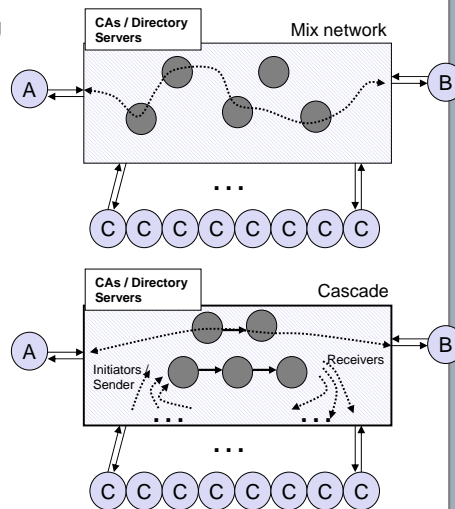 CAs / Directory
Servers
Mix network
A
B
...
C C C C C C C C
CAs / Directory
Servers
Cascade
A
B
Initiators /
Sender
Receivers
... ...
...
C C C C C C C C